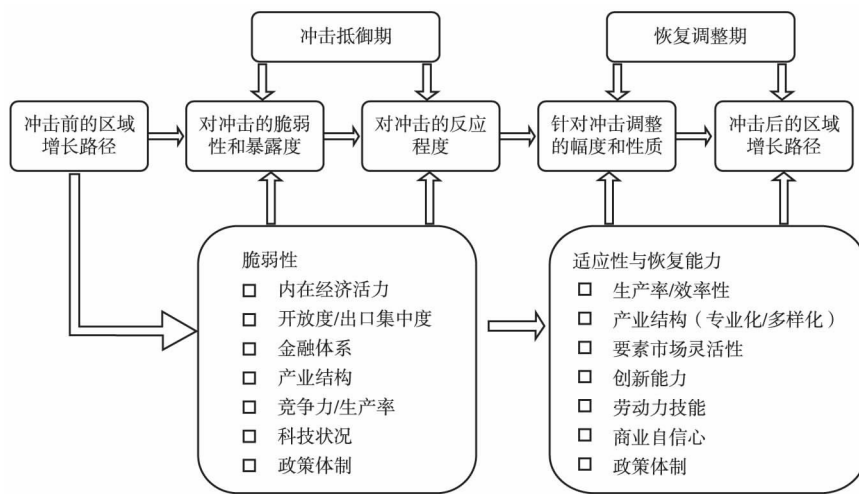 冲击抵御期
恢复调整期
冲击前的区域
增长路径
对冲击的脆弱
性和暴露度
对冲击的反应
程度
针对冲击调整
的幅度和性质
冲击后的区域
增长路径
脆弱性
内在经济活力
开放度/出口集中度
金融体系
产业结构
竞争力/生产率
科技状况
政策体制
适应性与恢复能力
生产率/效率性
产业结构（专业化/多样化）
要素市场灵活性
创新能力
劳动力技能
商业自信心
政策体制